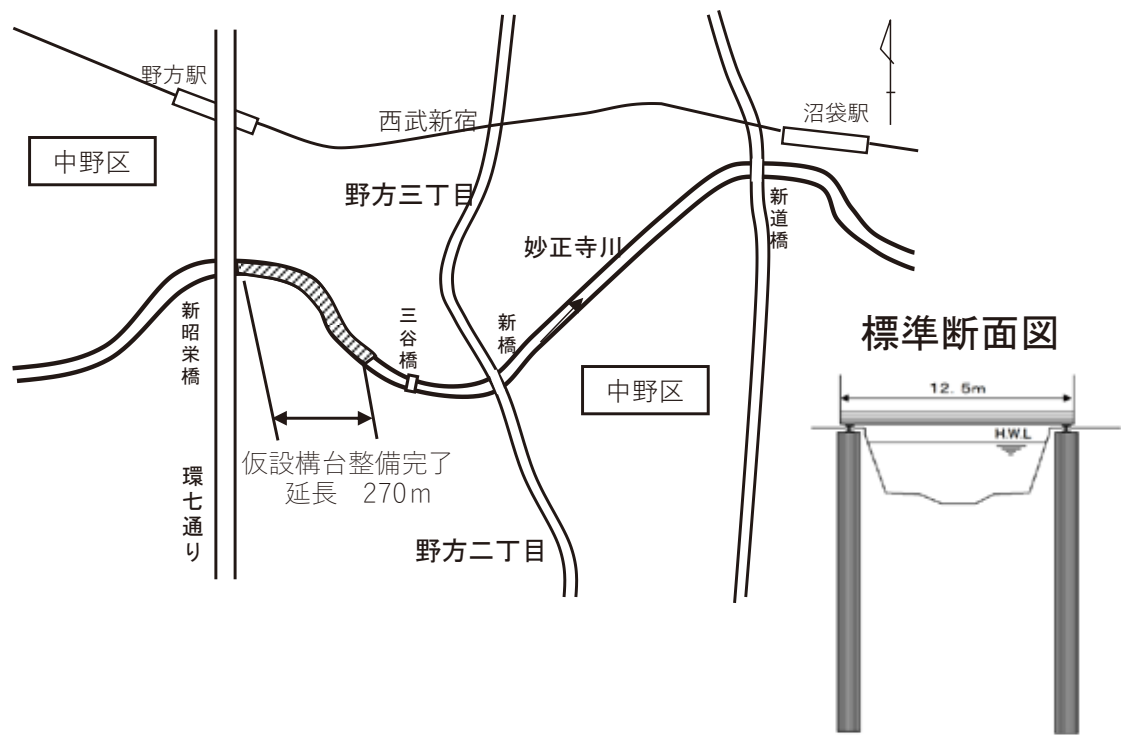 野方駅
西武新宿
沼袋駅
中野区
野方三丁目
新道橋
妙正寺川
新昭栄橋
三谷橋
新橋
標準断面図
中野区
12.5m
H.W.L
仮設構台整備完了
延長　270m
環七通り
野方二丁目